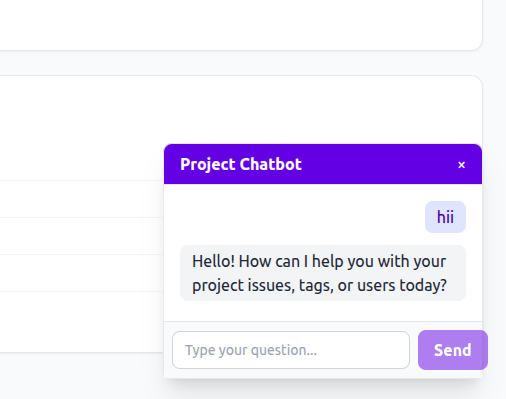 Project Chatbot ×
hii
Hello! How can I help you with your
project issues, tags, or users today?
Type your question...
Send